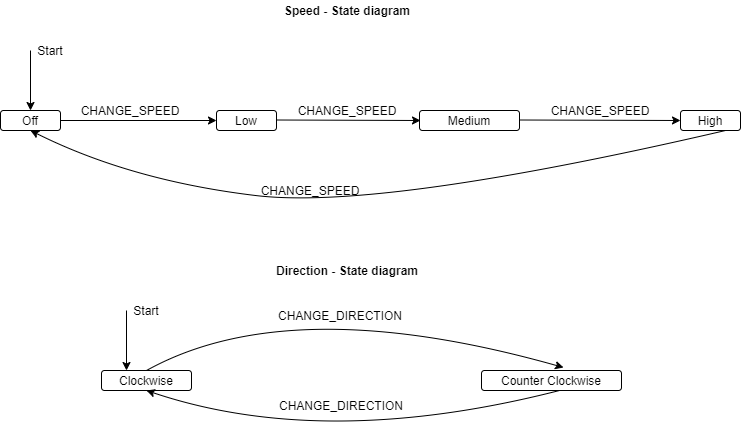 Speed - State diagram
Start
CHANGE_SPEED CHANGE_SPEED CHANGE_SPEED
Off Low Medium High
CHANGE_SPEED
Direction - State diagram
Start
CHANGE_DIRECTION
Clockwise Counter Clockwise
CHANGE_DIRECTION